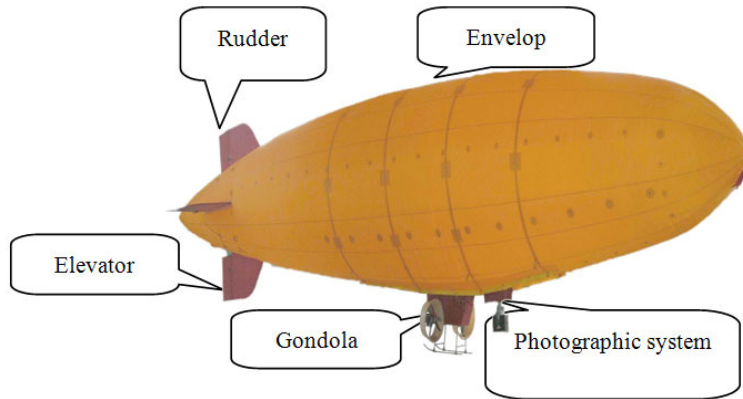 Rudder
Envelop
Elevator
Gondola
Photographic system